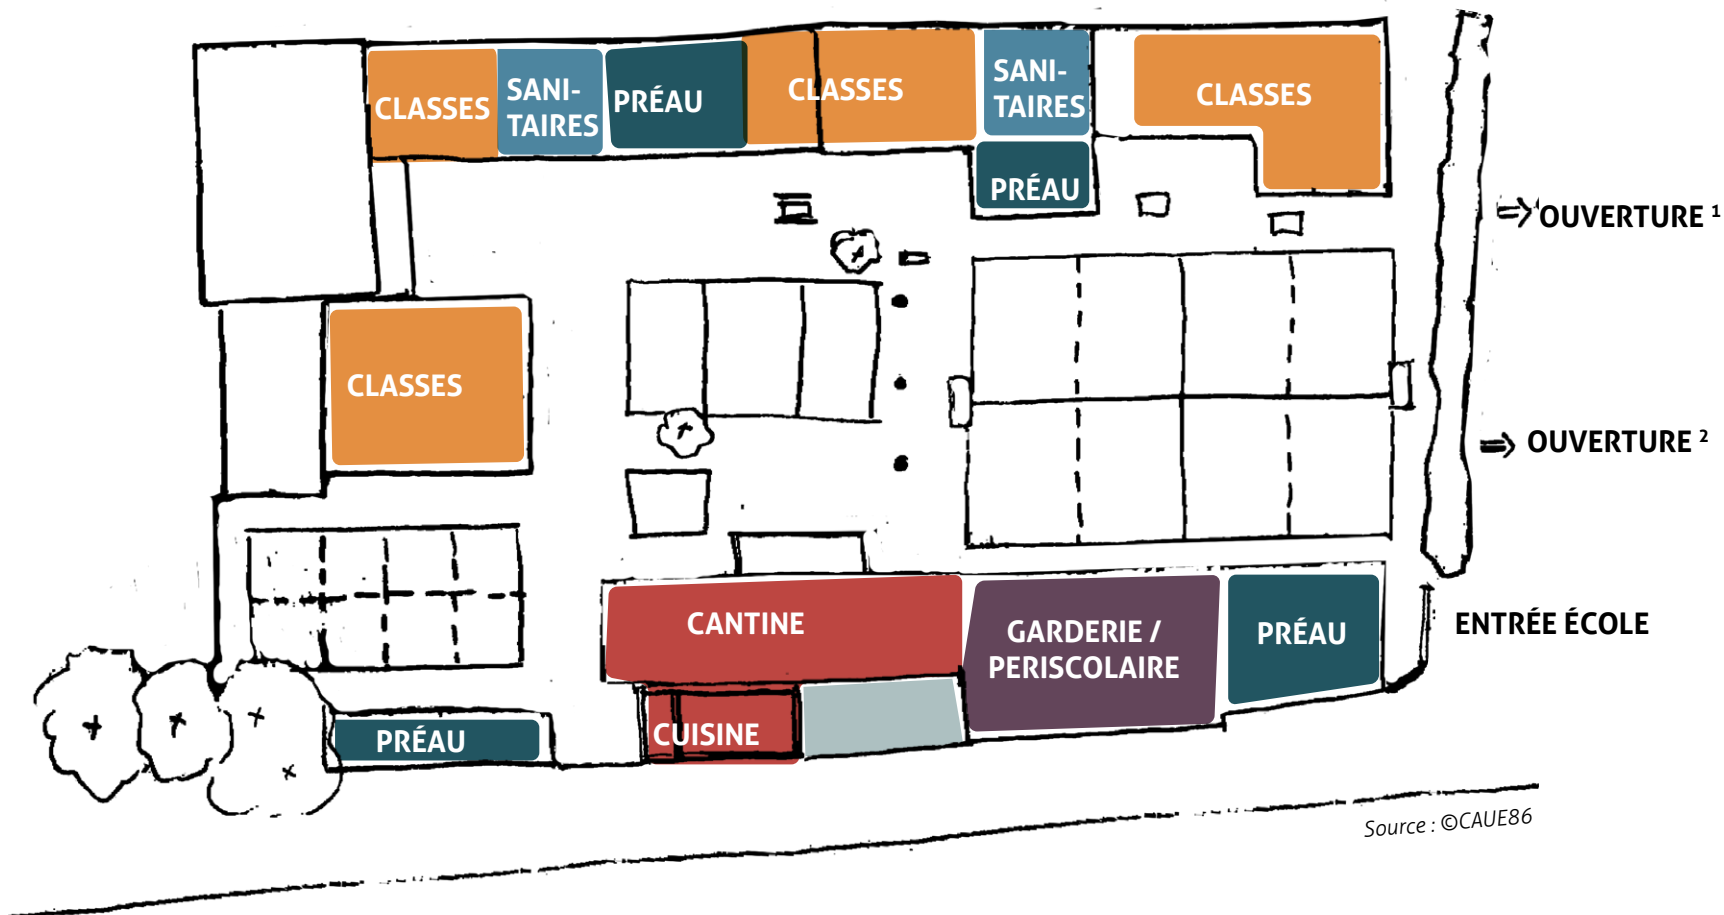 CLASSES
SANI-
TAIRES
PRÉAU
CLASSES
SANI-
TAIRES
CLASSES
PRÉAU
OUVERTURE ¹
CLASSES
OUVERTURE ²
CANTINE
GARDERIE /
PERISCOLAIRE
PRÉAU
ENTRÉE ÉCOLE
PRÉAU
CUISINE
Source : ©CAUE86